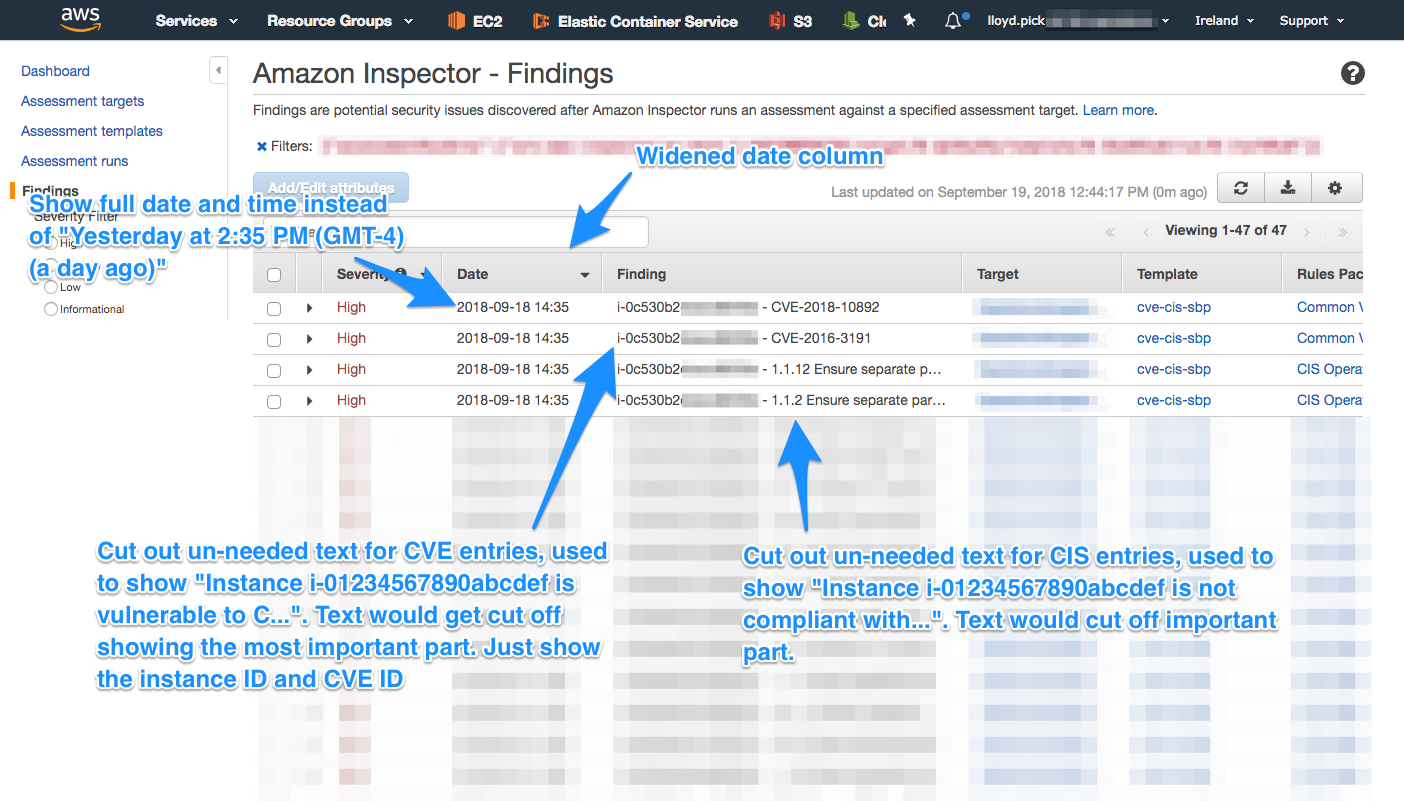 aws
Services
Resource Groups
EC2
Elastic Container Service
S3
Clo
lloyd.pick
Ireland
Support
Dashboard
Assessment targets
Assessment templates
Assessment runs
Findings
Severity Filter
High
Low
Informational
Amazon Inspector - Findings
Findings are potential security issues discovered after Amazon Inspector runs an assessment against a specified assessment target. Learn more.
Filters:
Widened date column
Add/Edit attributes
Last updated on September 19, 2018 12:44:17 PM (0m ago)
Show full date and time instead
of "Yesterday at 2:35 PM (GMT-4)
(a day ago)"
Viewing 1-47 of 47
Severity Date Finding Target Template Rules Pac
High 2018-09-18 14:35 i-0c530b2 - CVE-2018-10892 cve-cis-sbp Common V
High 2018-09-18 14:35 i-0c530b2 - CVE-2016-3191 cve-cis-sbp Common V
High 2018-09-18 14:35 i-0c530b2 - 1.1.12 Ensure separate p... cve-cis-sbp CIS Opera
High 2018-09-18 14:35 i-0c530b2 - 1.1.2 Ensure separate par... cve-cis-sbp CIS Opera
Cut out un-needed text for CVE entries, used
to show "Instance i-01234567890abcdef is
vulnerable to C...". Text would get cut off
showing the most important part. Just show
the instance ID and CVE ID
Cut out un-needed text for CIS entries, used to
show "Instance i-01234567890abcdef is not
compliant with...". Text would cut off important
part.